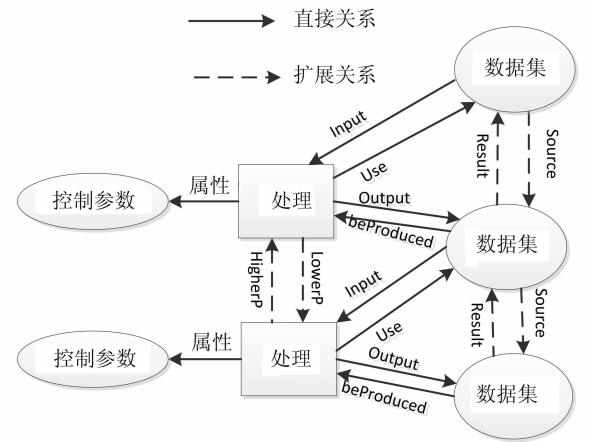 直接关系
扩展关系
数据集
Input
Use
Result
Source
属性
控制参数
处理
Output
beProduced
数据集
HigherP
LowerP
Input
Use
Result
Source
属性
控制参数
处理
Output
beProduced
数据集